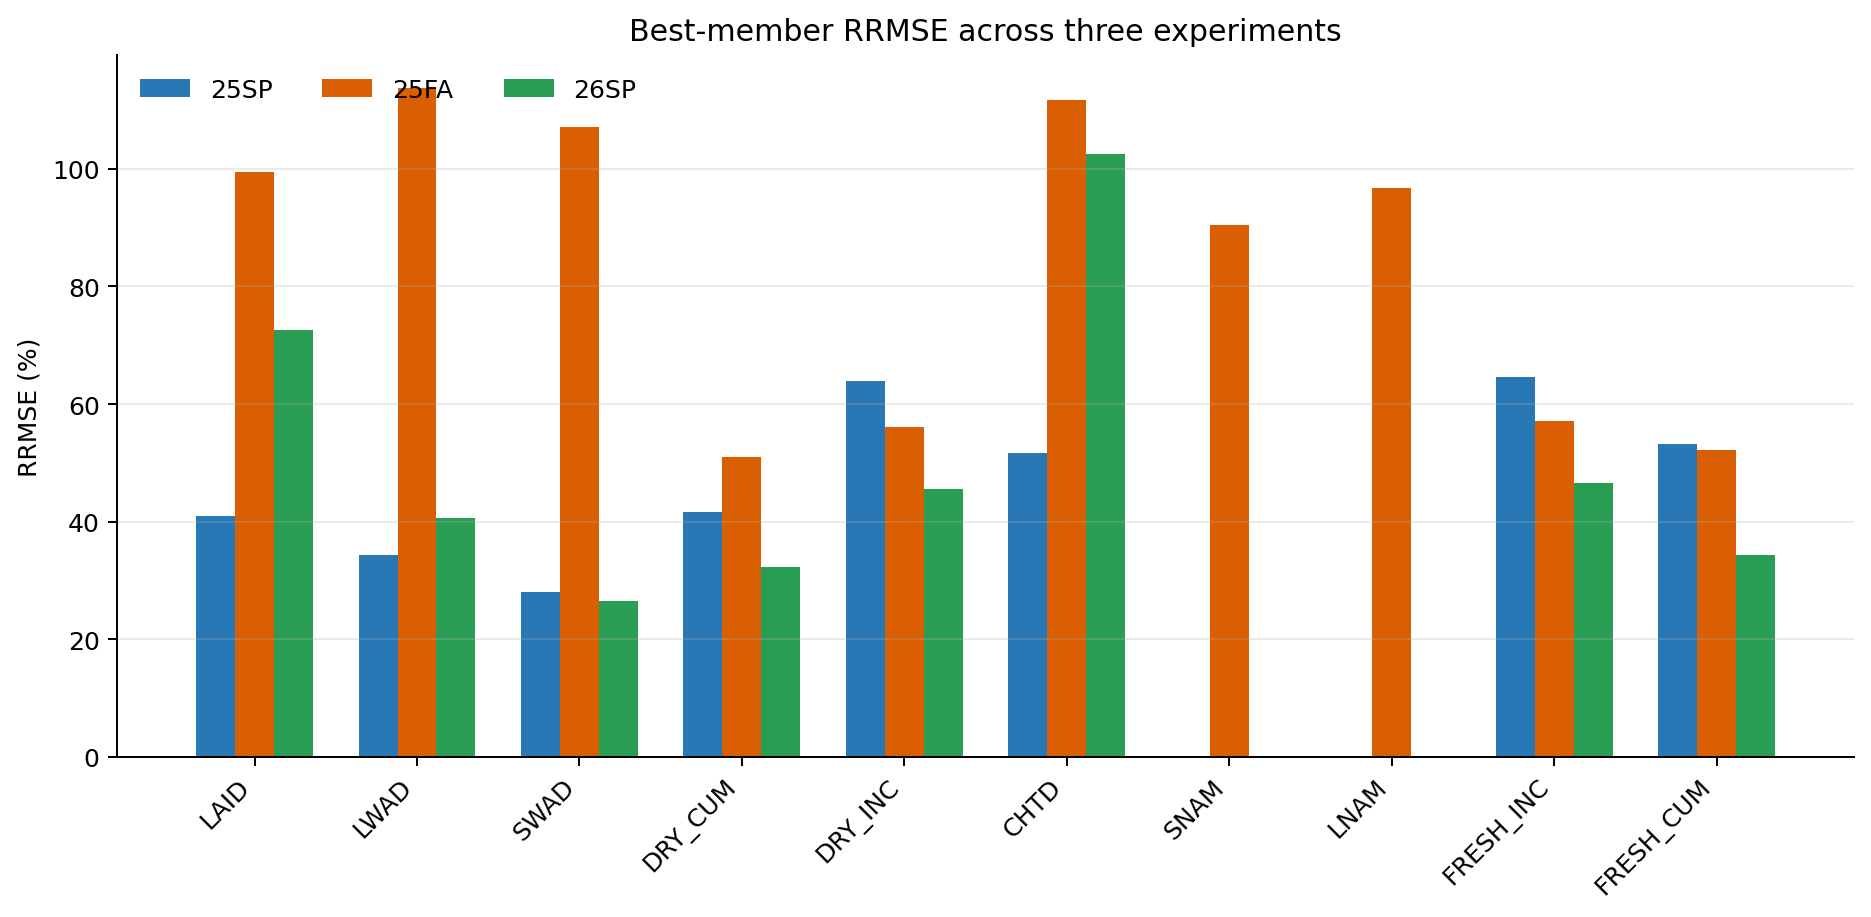 Best-member RRMSE across three experiments
25SP 25FA 26SP
RRMSE (%)
100
80
60
40
20
0
LAID LWAD SWAD DRY_CUM DRY_INC CHTD SNAM LNAM FRESH_INC FRESH_CUM